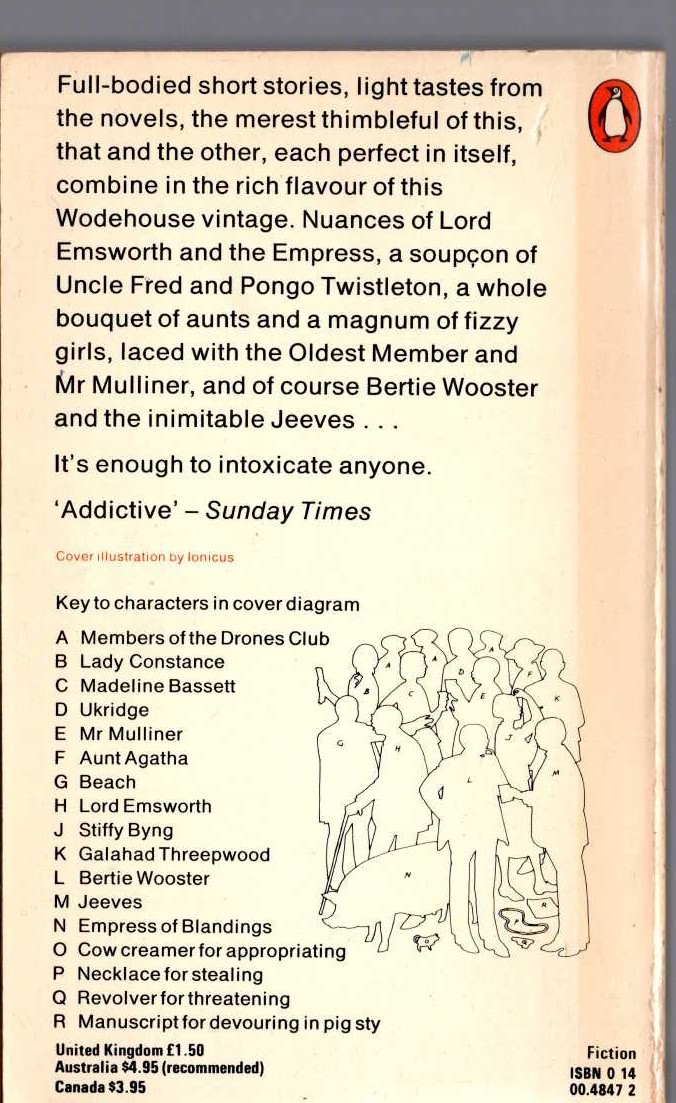 Full-bodied short stories, light tastes from
the novels, the merest thimbleful of this,
that and the other, each perfect in itself,
combine in the rich flavour of this
Wodehouse vintage. Nuances of Lord
Emsworth and the Empress, a soupçon of
Uncle Fred and Pongo Twistleton, a whole
bouquet of aunts and a magnum of fizzy
girls, laced with the Oldest Member and
Mr Mulliner, and of course Bertie Wooster
and the inimitable Jeeves . . .
It's enough to intoxicate anyone.
‘Addictive’ – Sunday Times
Cover illustration by Ionicus
Key to characters in cover diagram
A Members of the Drones Club
B Lady Constance
C Madeline Bassett
D Ukridge
E Mr Mulliner
F Aunt Agatha
G Beach
H Lord Emsworth
J Stiffy Byng
K Galahad Threepwood
L Bertie Wooster
M Jeeves
N Empress of Blandings
O Cow creamer for appropriating
P Necklace for stealing
Q Revolver for threatening
R Manuscript for devouring in pig sty
A
A
A
B
C
D
E
F
K
G
H
J
L
M
N
R
P
O
Q
United Kingdom £1.50
Australia $4.95 (recommended)
Canada $3.95
Fiction
ISBN 0 14
00.4847 2